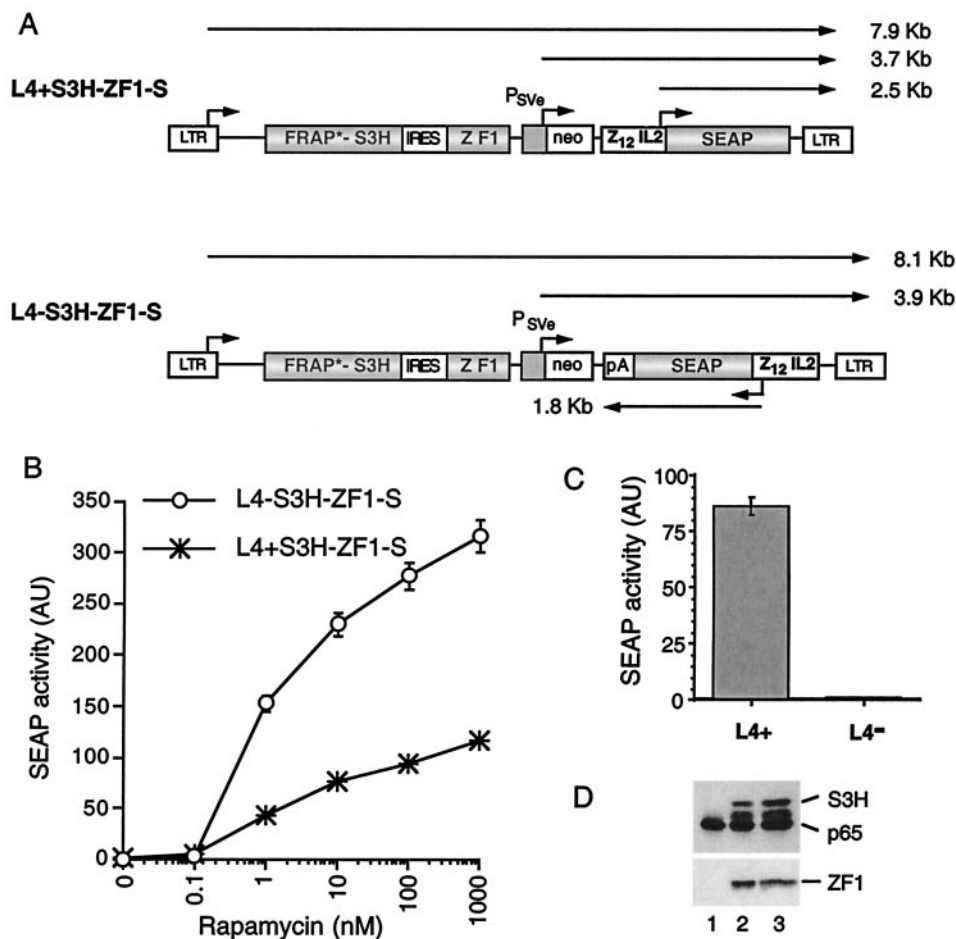 A
7.9 Kb
3.7 Kb
L4+S3H-ZF1-S
PSVe
2.5 Kb
LTR FRAP*- S3H IRES Z F1 neo Z12 IL2 SEAP LTR
8.1 Kb
3.9 Kb
L4-S3H-ZF1-S
PSVe
LTR FRAP*- S3H IRES Z F1 neo pA SEAP Z12 IL2 LTR
1.8 Kb
B
SEAP activity (AU)
350
300
250
200
150
100
50
0
L4-S3H-ZF1-S
L4+S3H-ZF1-S
0 0.1 1 10 100 1000
Rapamycin (nM)
C
SEAP activity (AU)
100
75
50
25
0
L4+ L4-
D
S3H
p65
ZF1
1 2 3